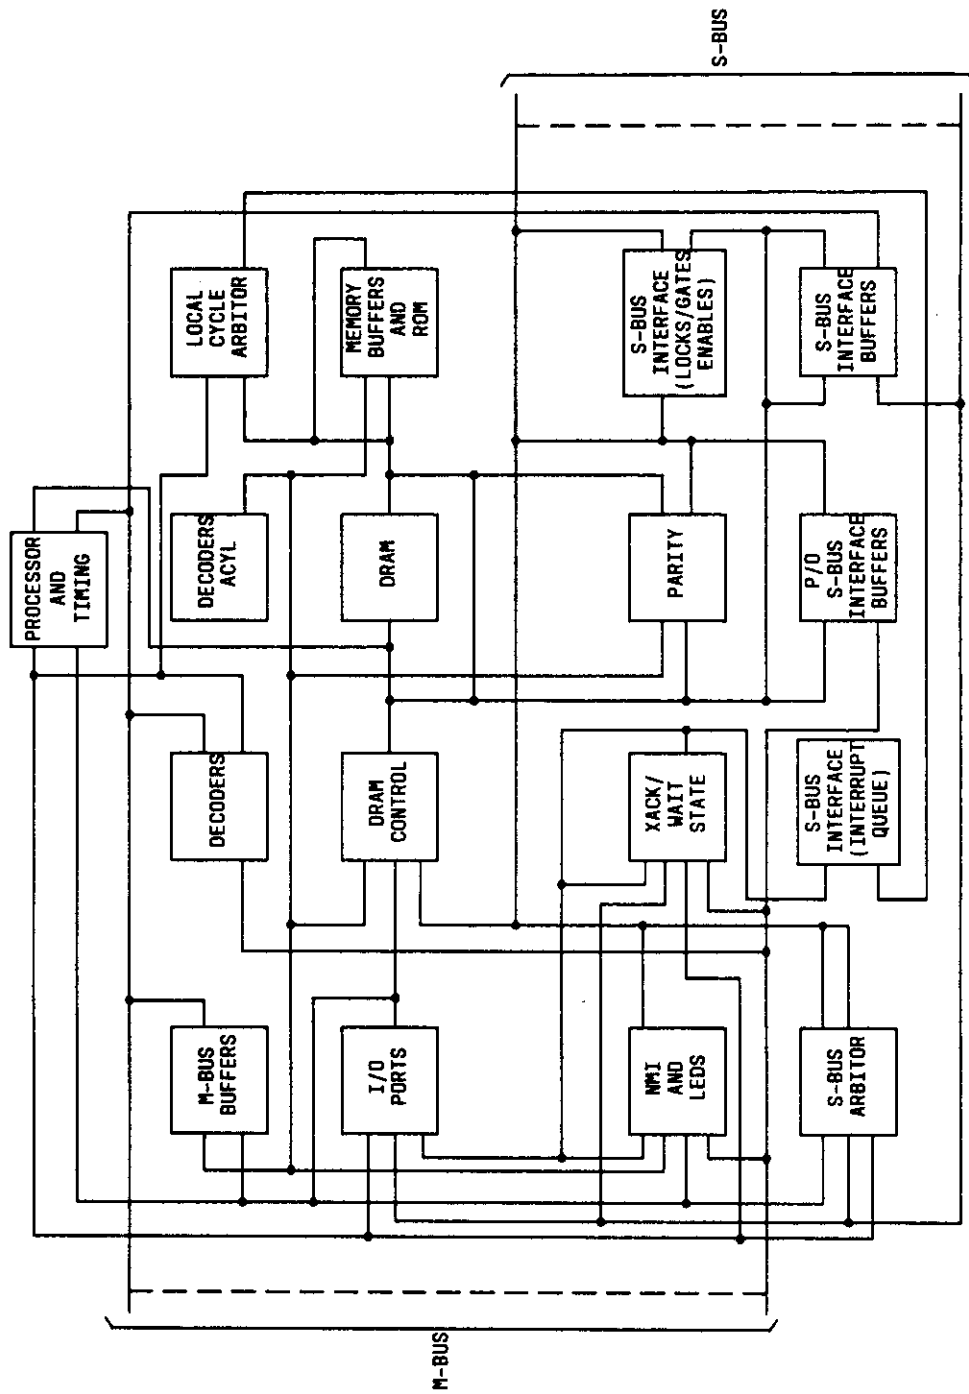 PROCESSOR
AND
TIMING
M-BUS
BUFFERS
DECODERS
DECODERS
ACYL
LOCAL
CYCLE
ARBITOR
I/O
PORTS
DRAM
CONTROL
DRAM
MEMORY
BUFFERS
AND
ROM
NMI
AND
LEDS
XACK/
WAIT
STATE
PARITY
S-BUS
INTERFACE
(LOCKS/GATES
ENABLES)
S-BUS
ARBITOR
S-BUS
INTERFACE
(INTERRUPT
QUEUE)
P/O
S-BUS
INTERFACE
BUFFERS
S-BUS
INTERFACE
BUFFERS
M-BUS
S-BUS